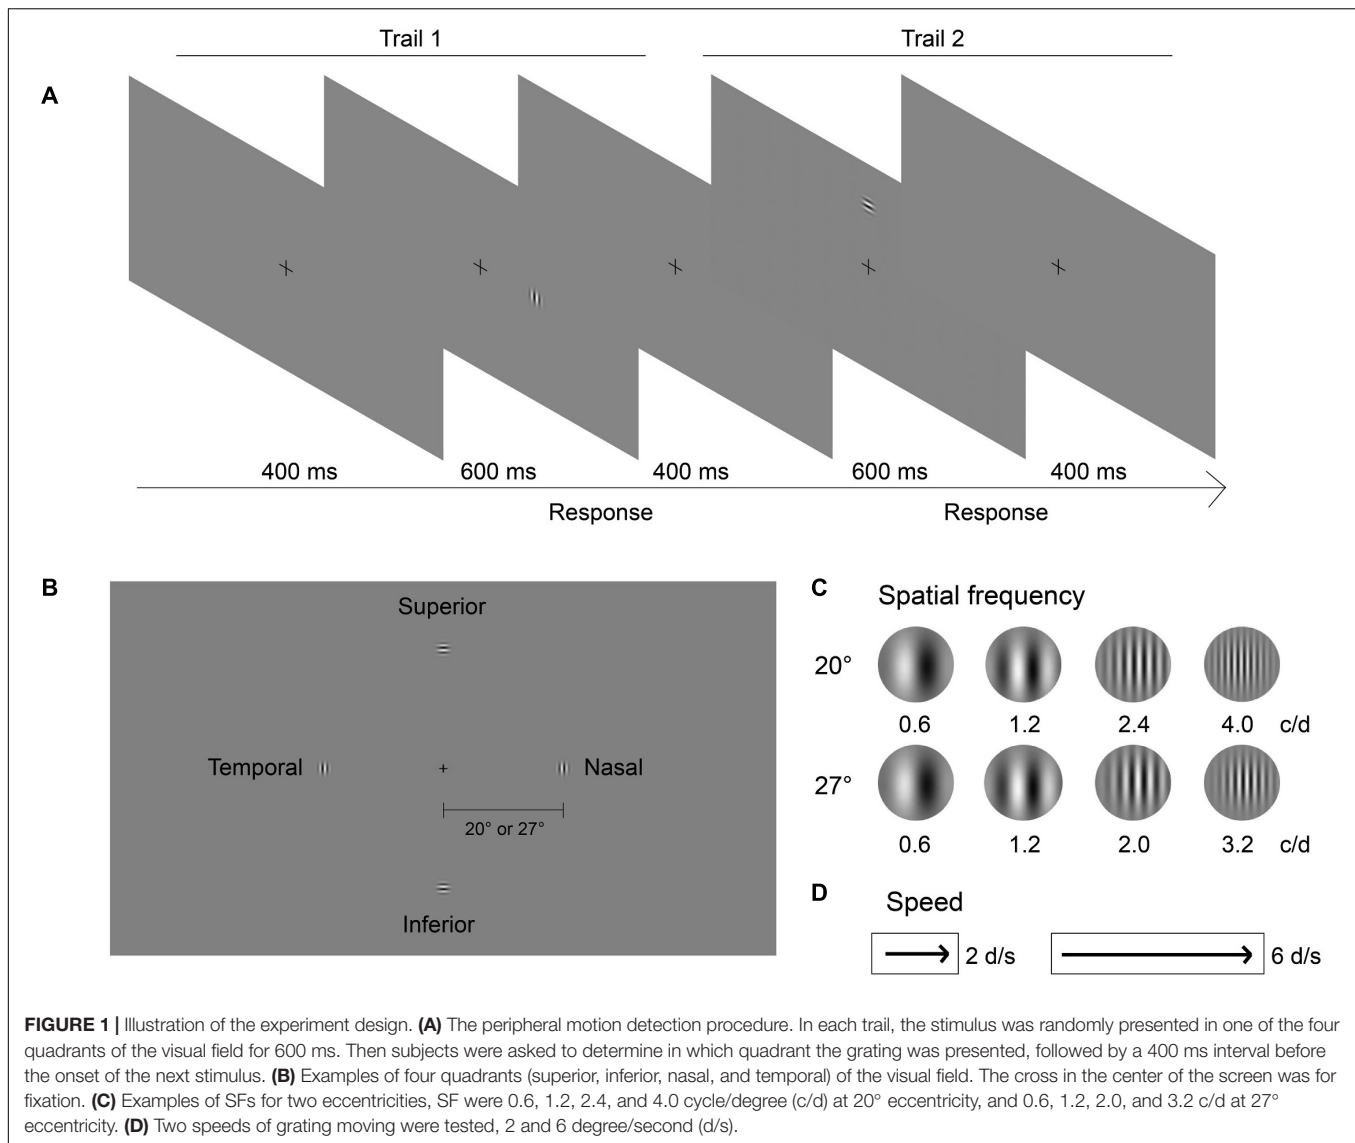 Trail 1
Trail 2
A
400 ms
600 ms
400 ms
600 ms
400 ms
Response
Response
B
Superior
Temporal
Nasal
20° or 27°
Inferior
C
Spatial frequency
20°
0.6
1.2
2.4
4.0
c/d
27°
0.6
1.2
2.0
3.2
c/d
D
Speed
2 d/s
6 d/s
FIGURE 1 | Illustration of the experiment design. (A) The peripheral motion detection procedure. In each trail, the stimulus was randomly presented in one of the four
quadrants of the visual field for 600 ms. Then subjects were asked to determine in which quadrant the grating was presented, followed by a 400 ms interval before
the onset of the next stimulus. (B) Examples of four quadrants (superior, inferior, nasal, and temporal) of the visual field. The cross in the center of the screen was for
fixation. (C) Examples of SFs for two eccentricities, SF were 0.6, 1.2, 2.4, and 4.0 cycle/degree (c/d) at 20° eccentricity, and 0.6, 1.2, 2.0, and 3.2 c/d at 27°
eccentricity. (D) Two speeds of grating moving were tested, 2 and 6 degree/second (d/s).